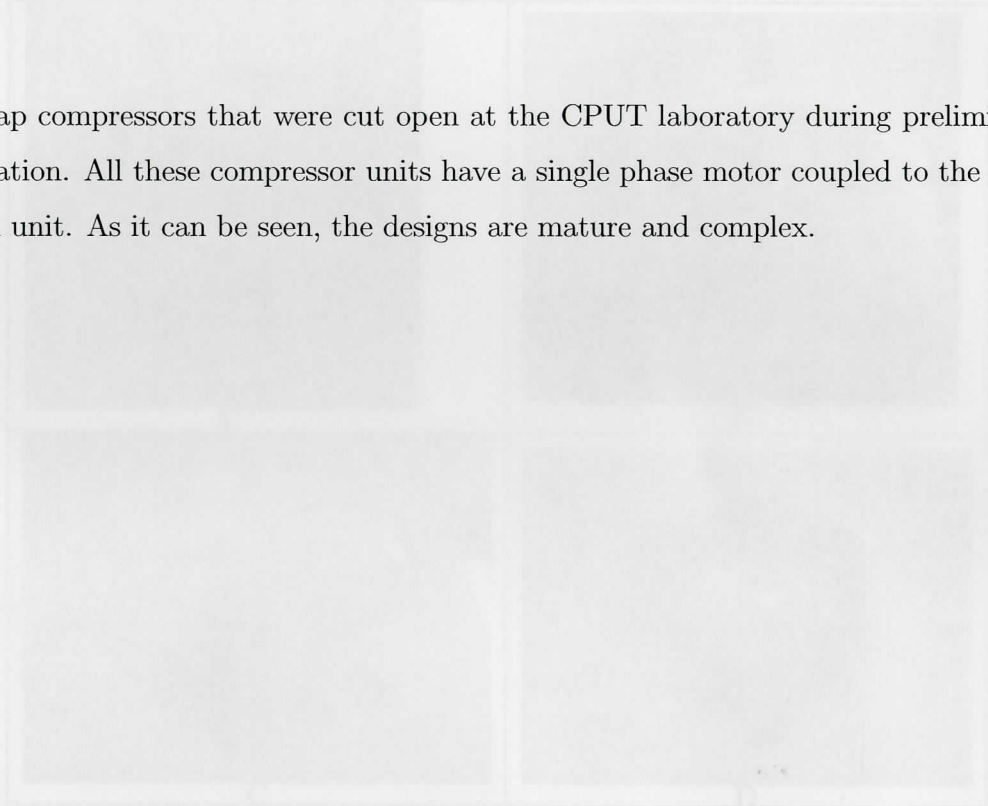 ap compressors that were cut open at the CPUT laboratory during prelimi
ation. All these compressor units have a single phase motor coupled to the
unit. As it can be seen, the designs are mature and complex.